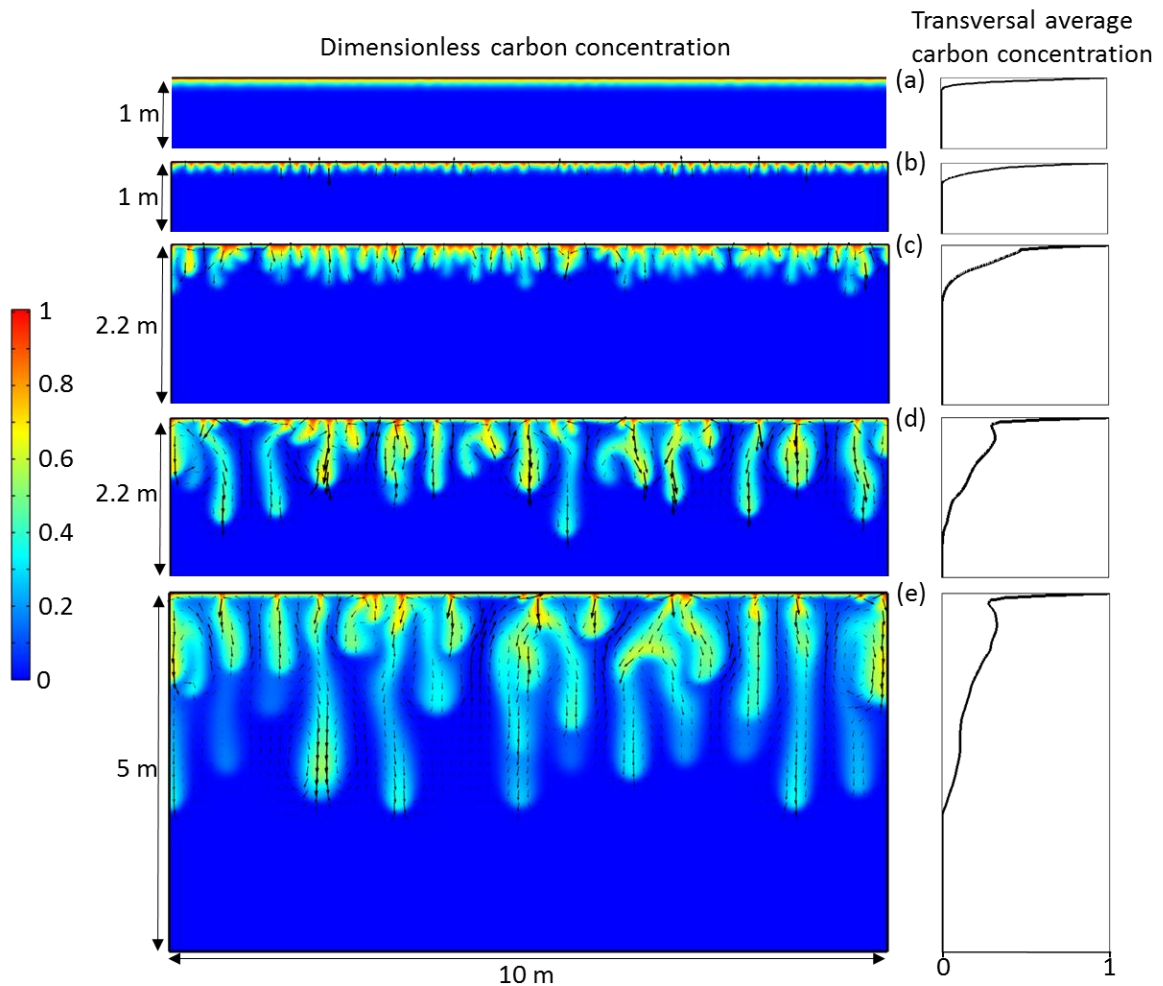 Dimensionless carbon concentration
Transversal average
carbon concentration
(a)
1 m
(b)
1 m
(c)
2.2 m
1
0.8
0.6
0.4
0.2
0
(d)
2.2 m
(e)
5 m
10 m
0
1